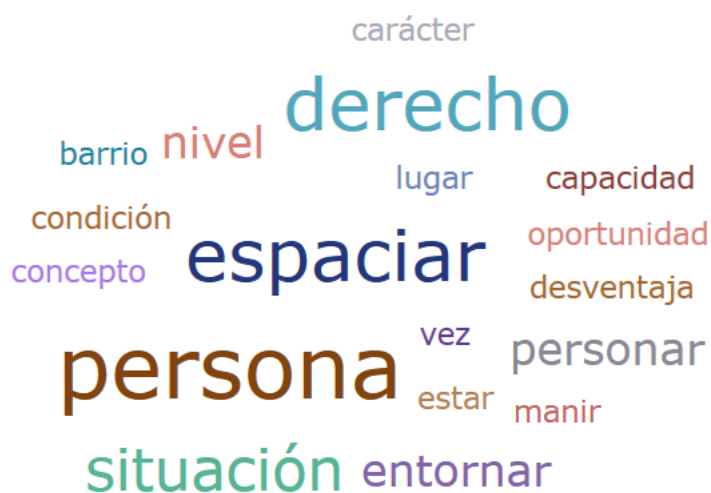 carácter
derecho
nivel
barrio
lugar
capacidad
condición
oportunidad
espaciar
concepto
desventaja
vez
personar
persona
estar
manir
situación
entornar